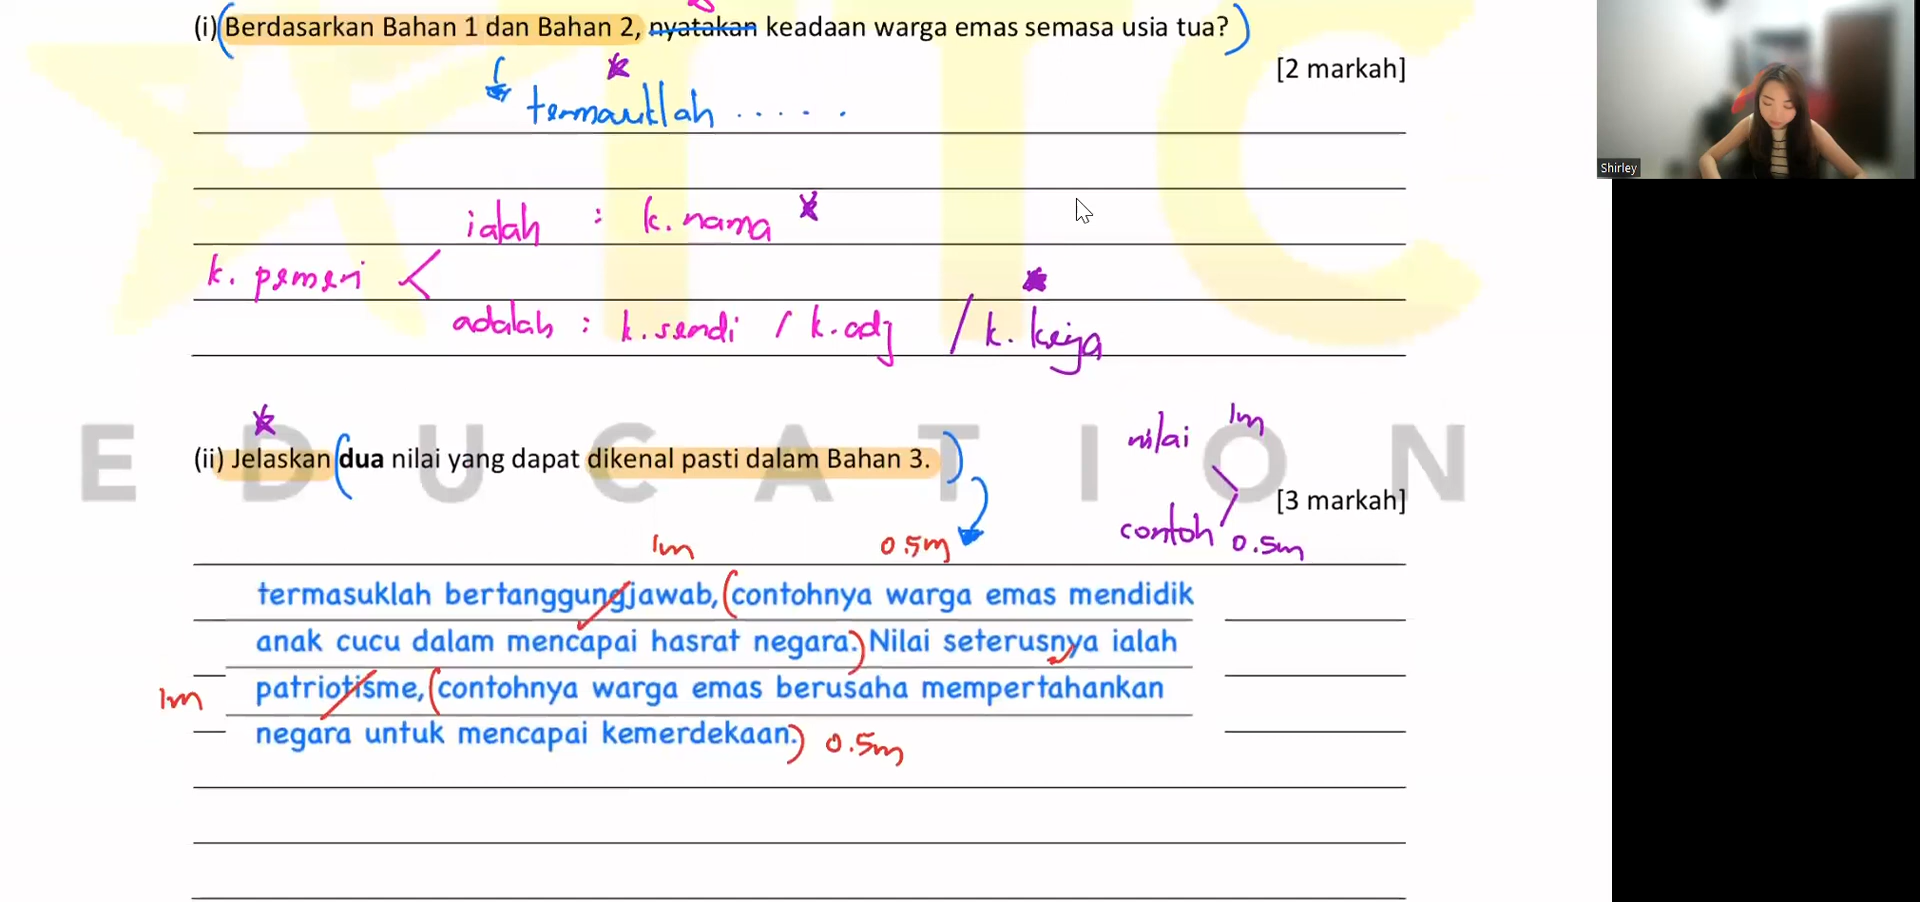 (i) Berdasarkan Bahan 1 dan Bahan 2, nyatakan keadaan warga emas semasa usia tua?
[2 markah]
Shirley
termasuklah .....
ialah : k. nama
k. pemeri
adalah : k. sendi / k. adj / k. kerja
EDUCATION
nilai 1m
(ii) Jelaskan dua nilai yang dapat dikenal pasti dalam Bahan 3.
[3 markah]
contoh 0.5m
1m 0.5m
termasuklah bertanggungjawab, (contohnya warga emas mendidik
anak cucu dalam mencapai hasrat negara.) Nilai seterusnya ialah
1m patriotisme, (contohnya warga emas berusaha mempertahankan
negara untuk mencapai kemerdekaan.) 0.5m